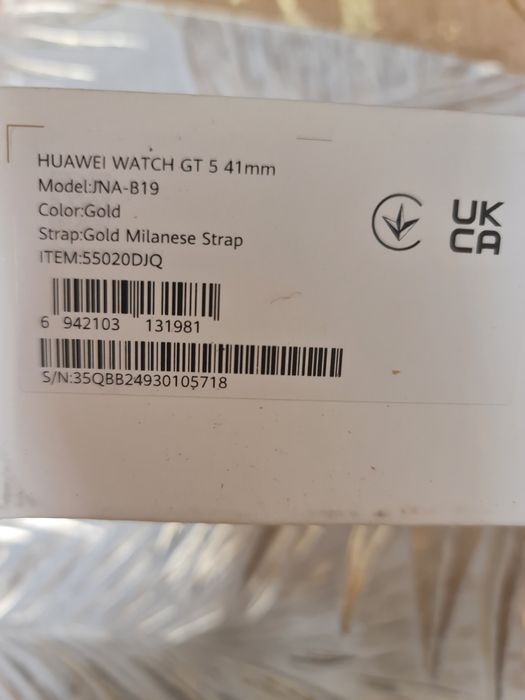 HUAWEI WATCH GT 5 41mm
Model:JNA-B19
Color:Gold
Strap:Gold Milanese Strap
ITEM:55020DJQ
6 942103 131981
S/N:35QBB24930105718
UK
CA